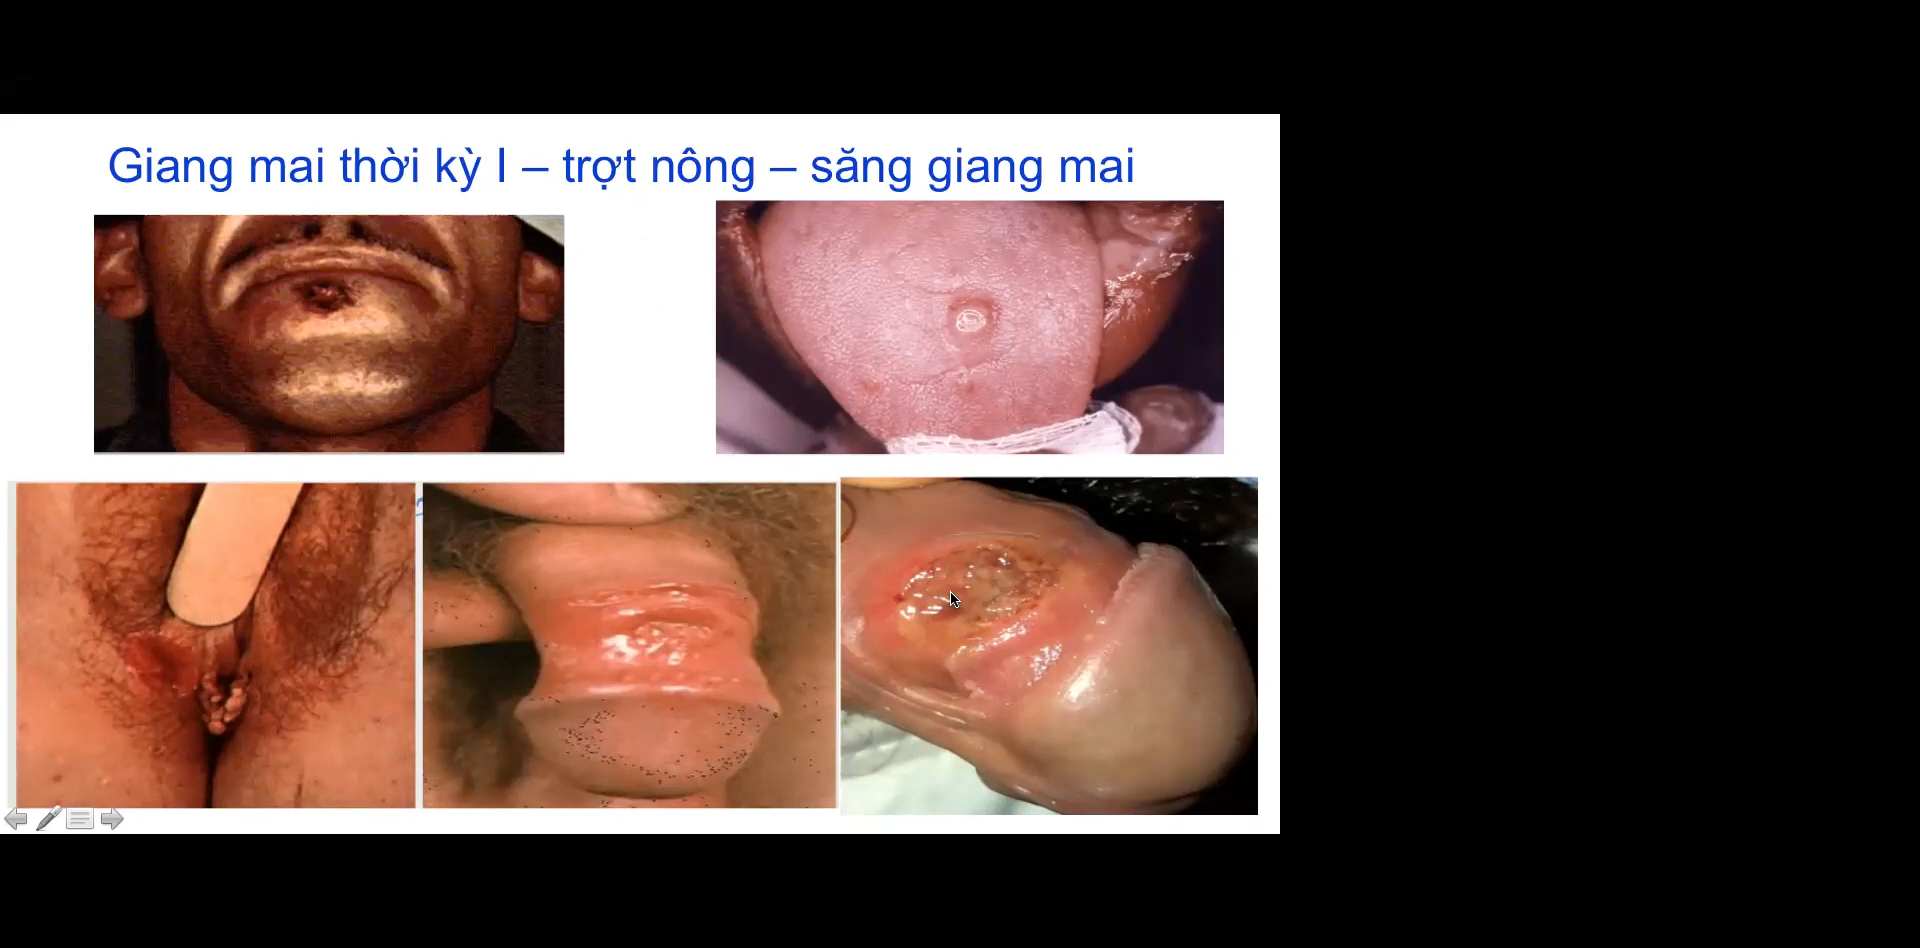 Giang mai thời kỳ I – trợt nông – săng giang mai